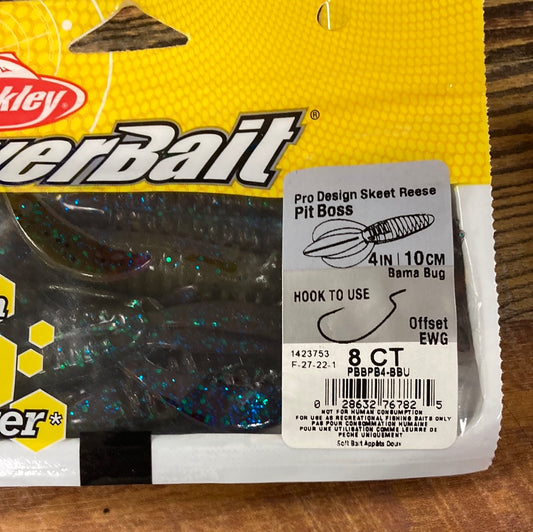 kley
verBait®
n
er*
Pro Design Skeet Reese
Pit Boss
4IN | 10CM
Bama Bug
HOOK TO USE
Offset
EWG
1423753
F-27-22-1
8 CT
PBBPB4-BBU
0 28632 76782 5
NOT FOR HUMAN CONSUMPTION
FOR USE AS RECREATIONAL FISHING BAITS ONLY
PAS POUR CONSOMMATION HUMAINE
POUR UNE UTILISATION COMME LEURRE DE
PECHE UNIQUEMENT
Soft Bait Appâts Doux